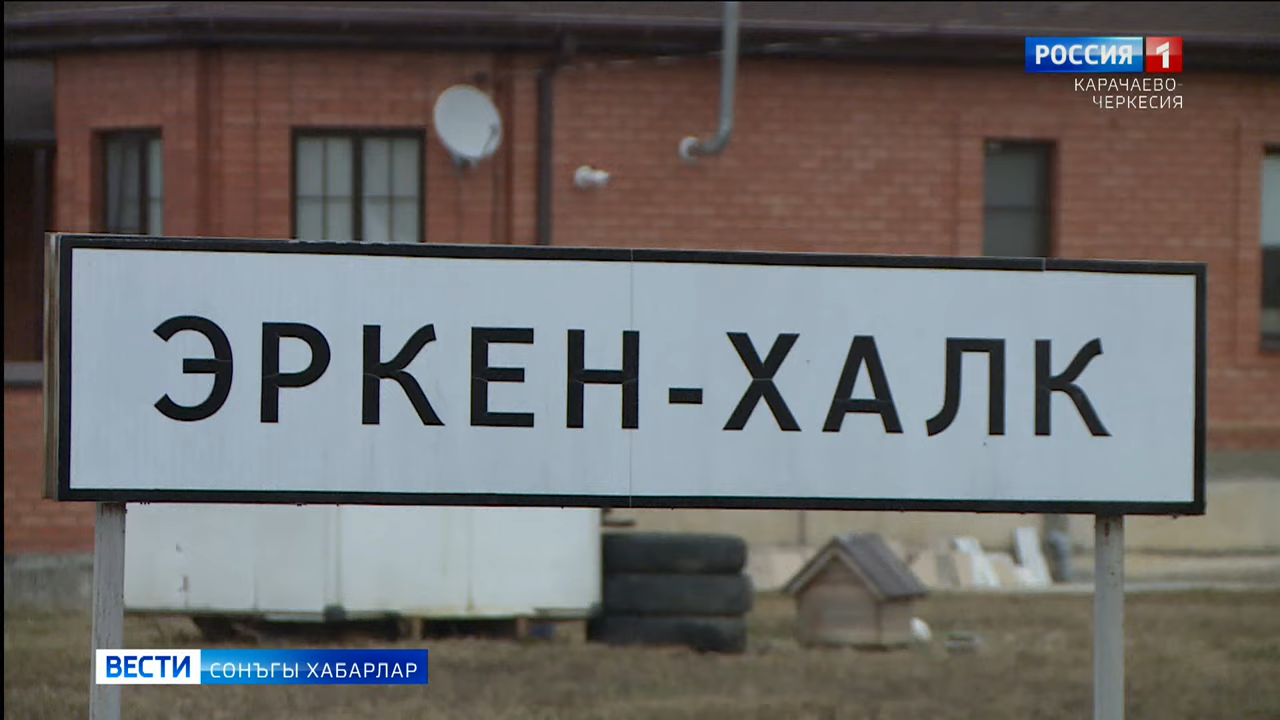 РОССИЯ 1
КАРАЧАЕВО-
ЧЕРКЕСИЯ
ЭРКЕН-ХАЛК
ВЕСТИ СОНЪГЫ ХАБАРЛАР